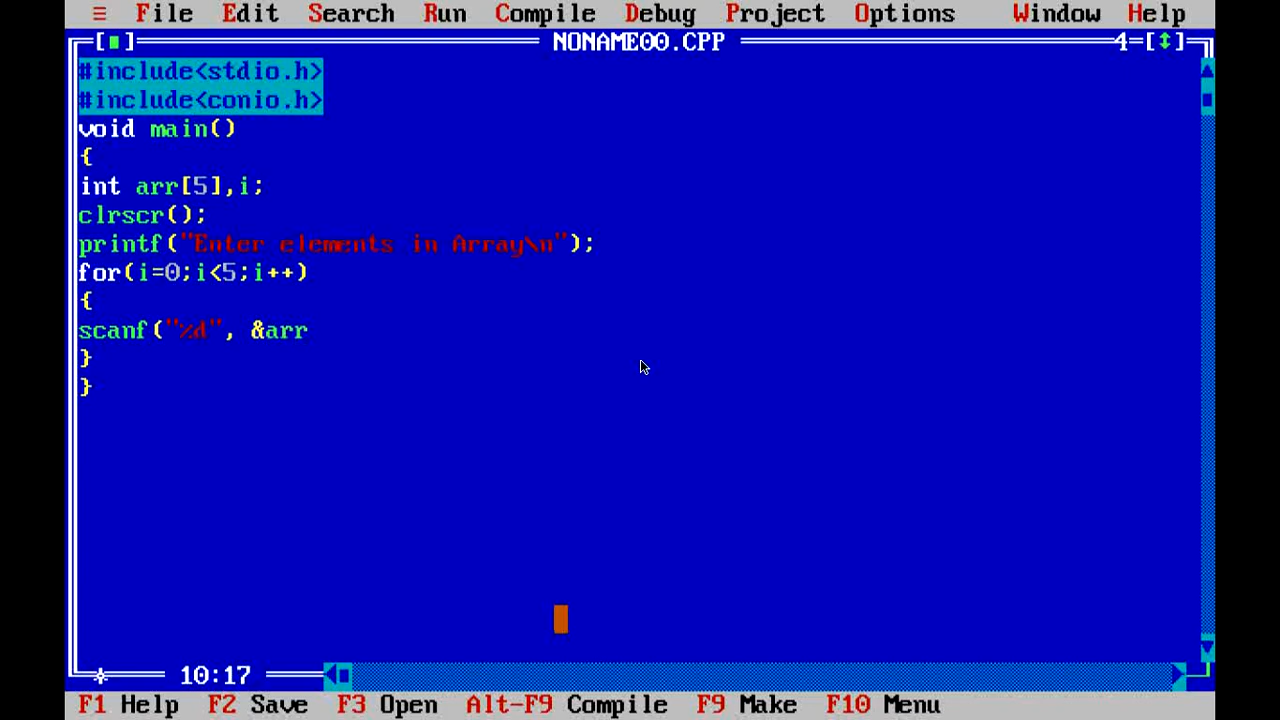 ≡ File Edit Search Run Compile Debug Project Options Window Help
[■] NONAME00.CPP 4=[↕]
#include<stdio.h>
#include<conio.h>
void main()
{
int arr[5],i;
clrscr();
printf("Enter elements in Array\n");
for(i=0;i<5;i++)
{
scanf("%d", &arr
}
}
* 10:17
F1 Help F2 Save F3 Open Alt-F9 Compile F9 Make F10 Menu